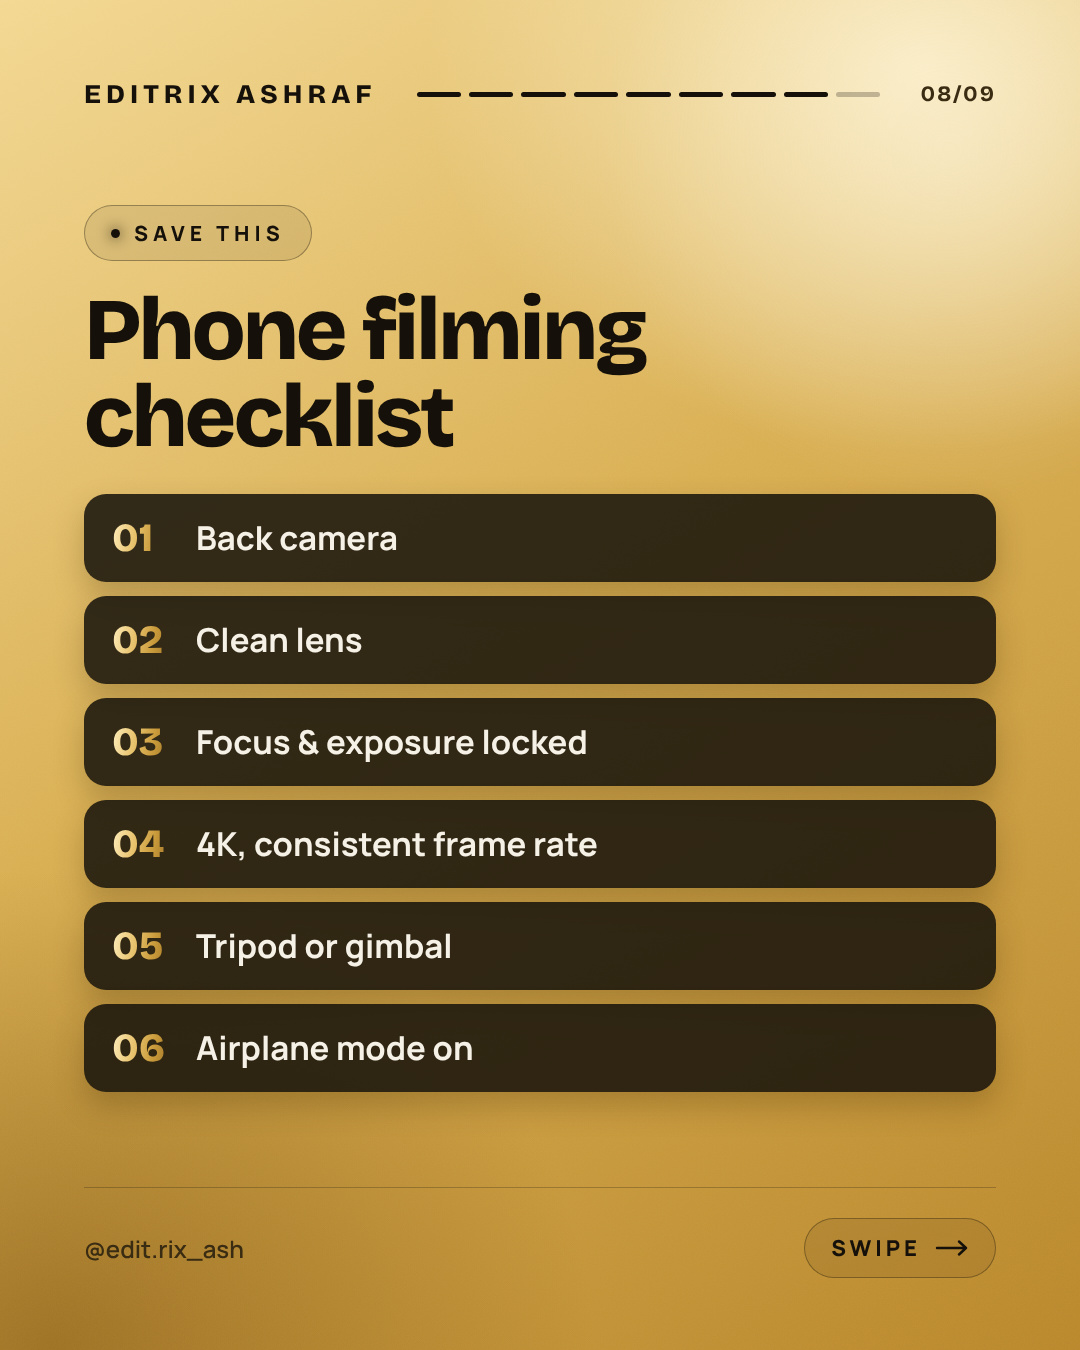 EDITRIX ASHRAF
08/09
SAVE THIS
Phone filming
checklist
01 Back camera
02 Clean lens
03 Focus & exposure locked
04 4K, consistent frame rate
05 Tripod or gimbal
06 Airplane mode on
@edit.rix_ash
SWIPE →